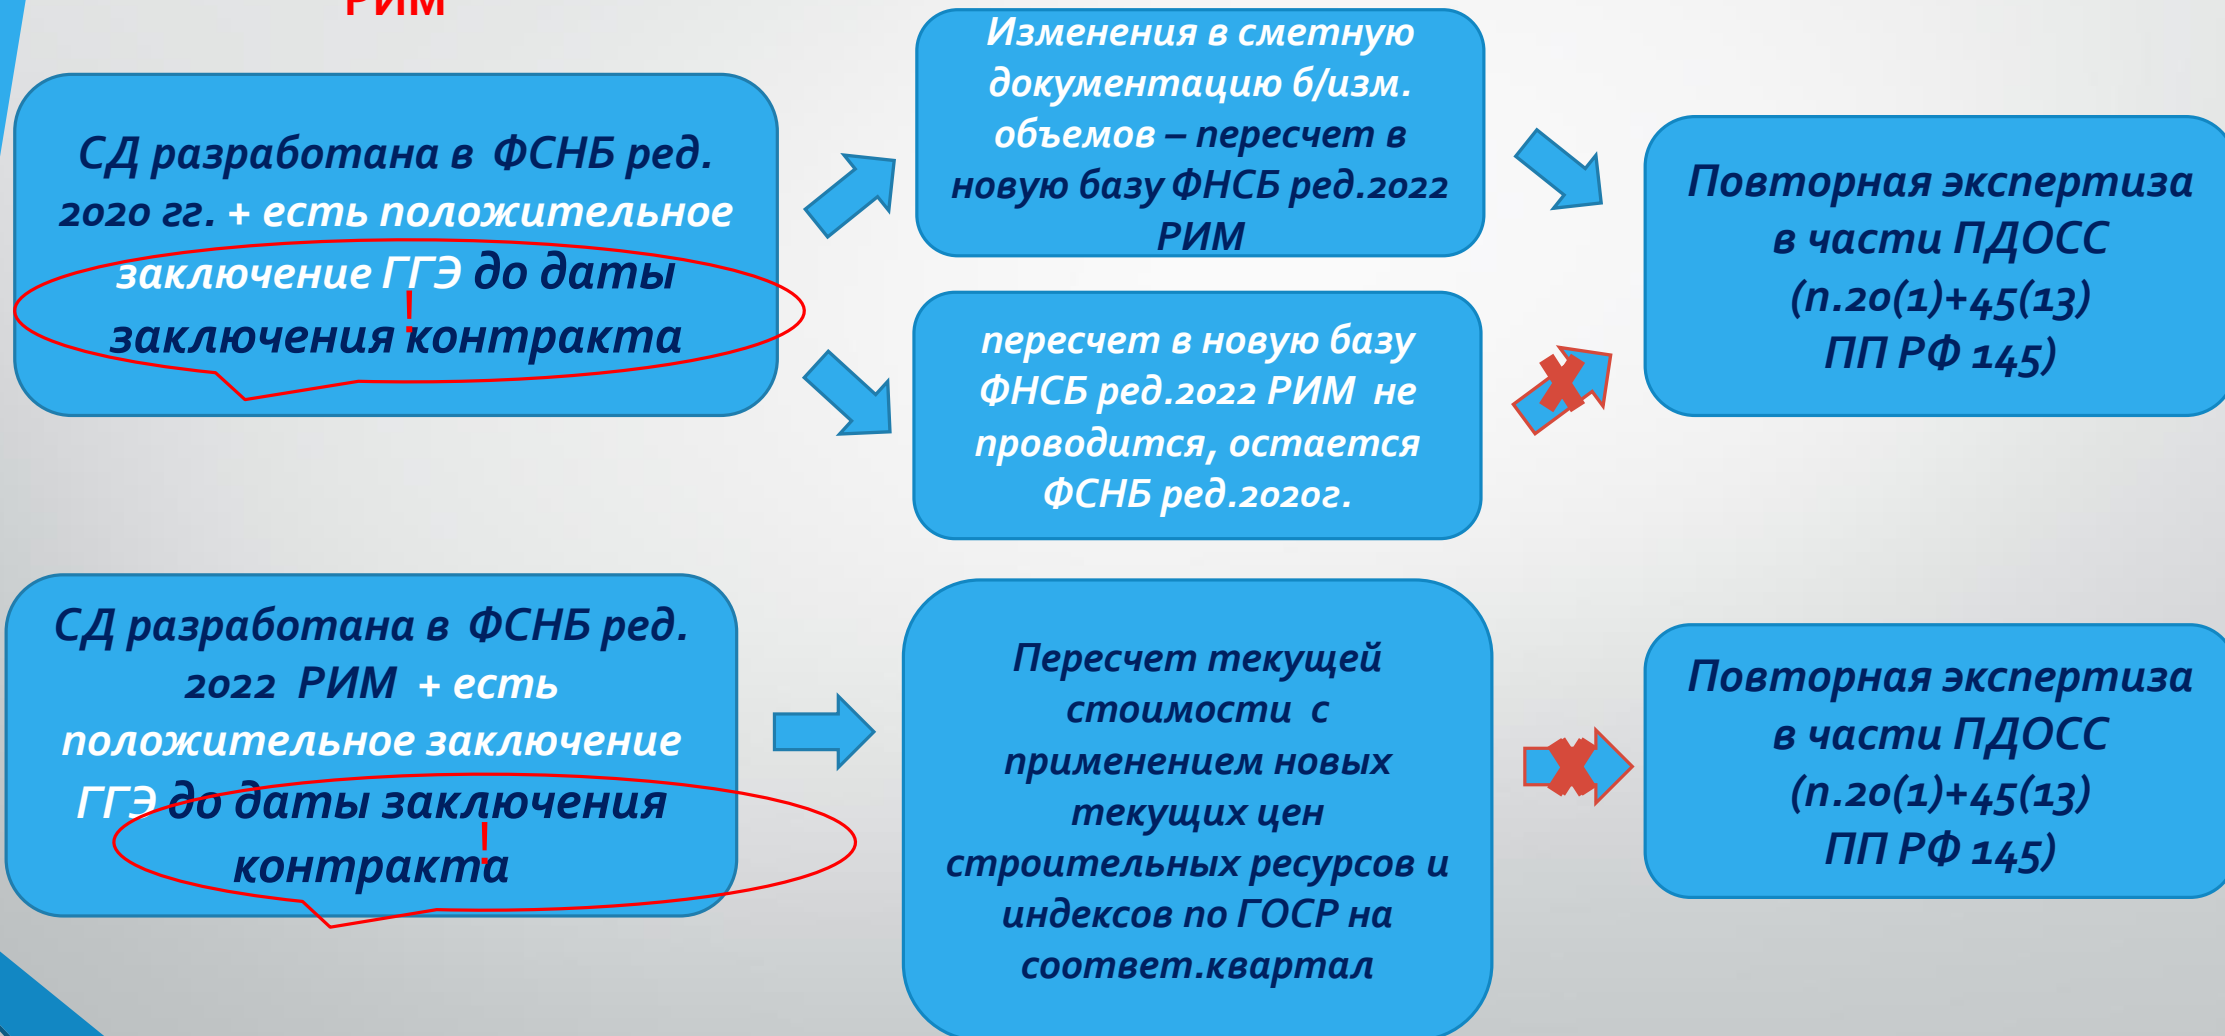 РИМ
СД разработана в ФСНБ ред.
2020 гг. + есть положительное
заключение ГГЭ до даты
!
заключения контракта
Изменения в сметную
документацию б/изм.
объемов – пересчет в
новую базу ФНСБ ред.2022
РИМ
Повторная экспертиза
в части ПДОСС
(п.20(1)+45(13)
ПП РФ 145)
пересчет в новую базу
ФНСБ ред.2022 РИМ не
проводится, остается
ФСНБ ред.2020г.
СД разработана в ФСНБ ред.
2022 РИМ + есть
положительное заключение
ГГЭ до даты заключения
!
контракта
Пересчет текущей
стоимости с
применением новых
текущих цен
строительных ресурсов и
индексов по ГОСР на
соответ.квартал
Повторная экспертиза
в части ПДОСС
(п.20(1)+45(13)
ПП РФ 145)